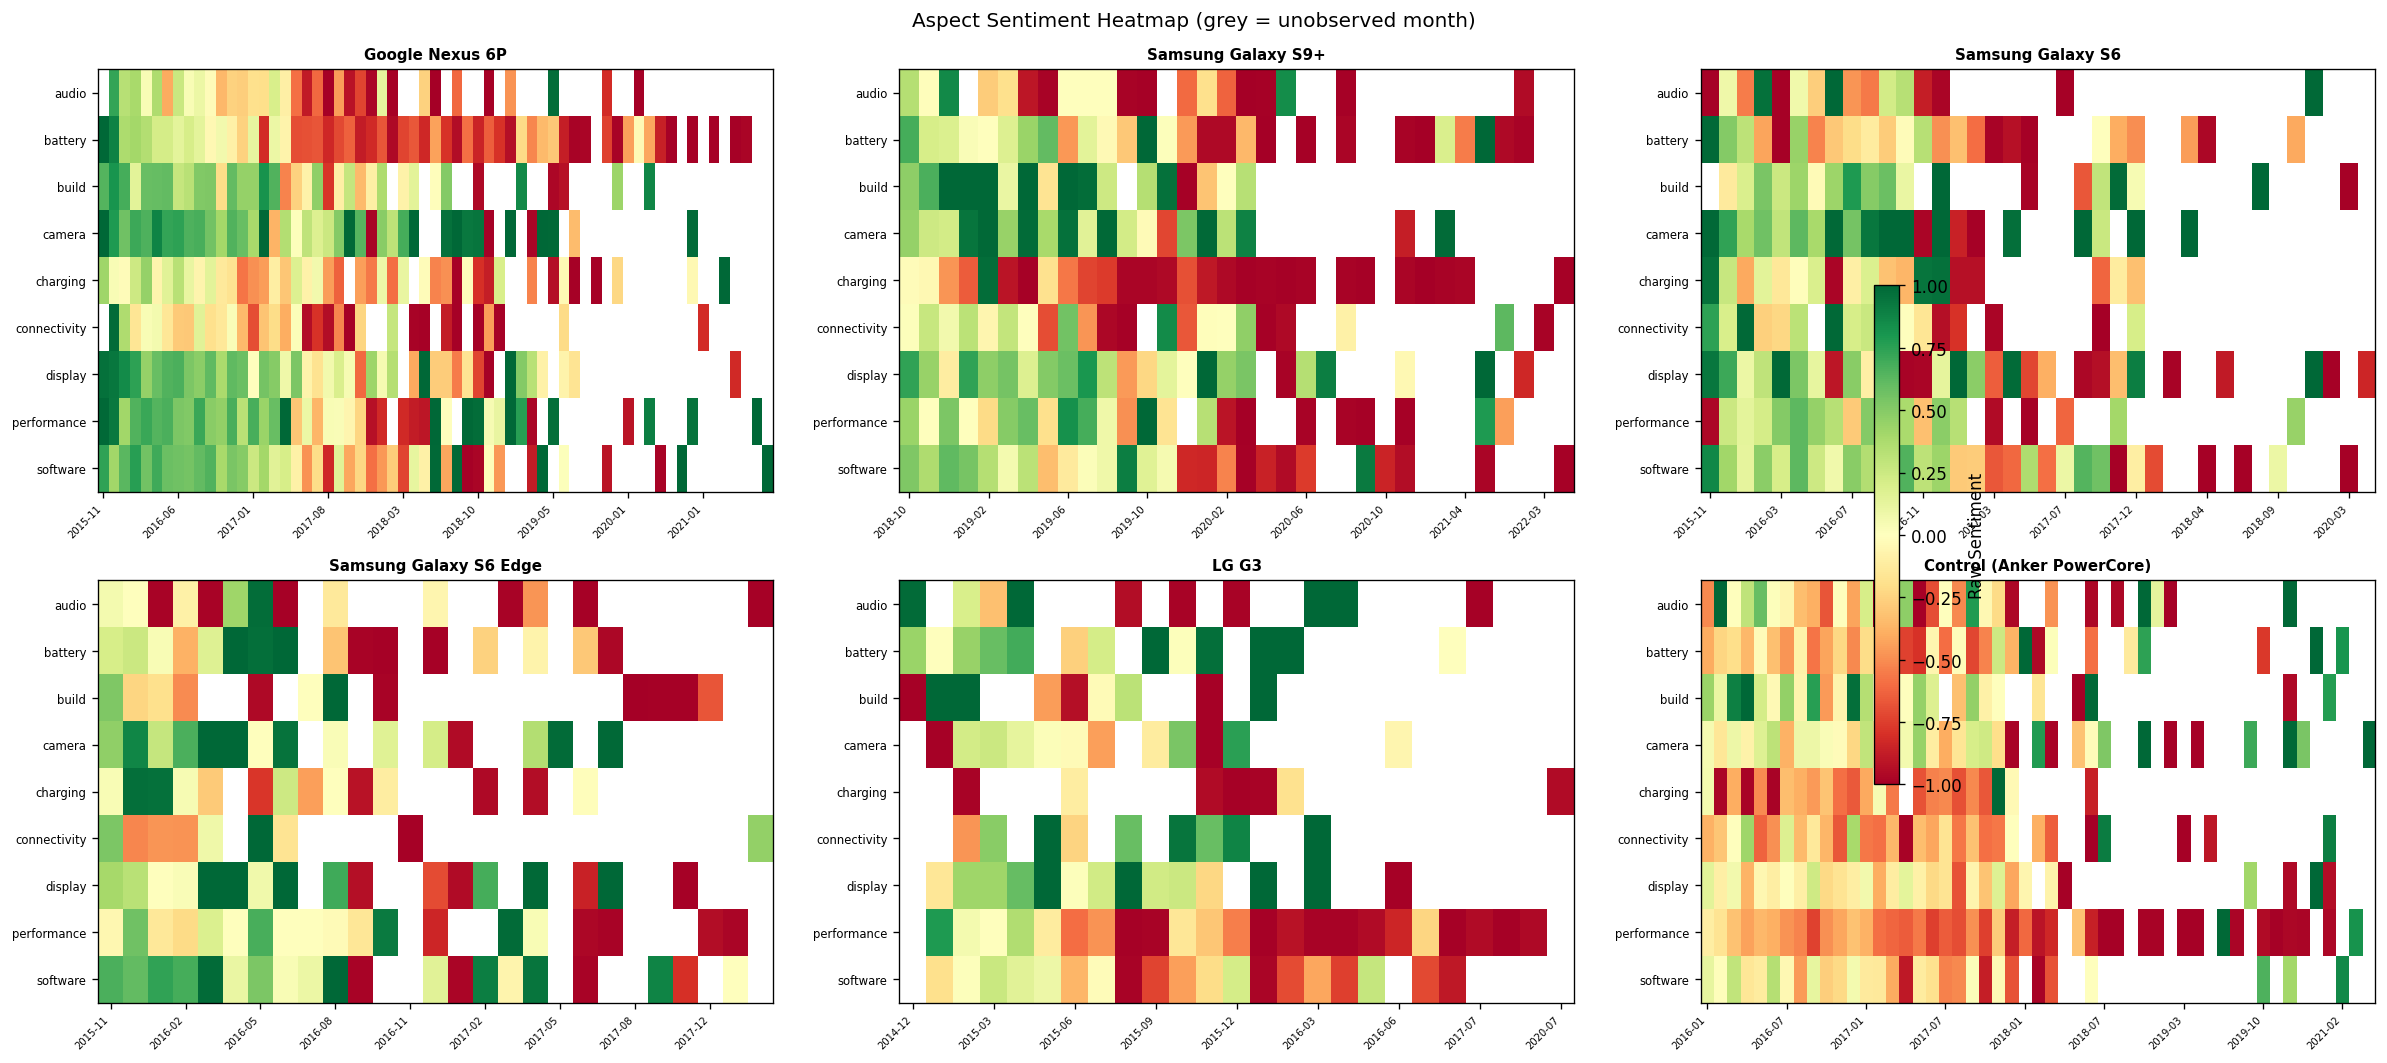 Aspect Sentiment Heatmap (grey = unobserved month)
Google Nexus 6P
audio
battery
build
camera
charging
connectivity
display
performance
software
2015-11
2016-06
2017-01
2017-08
2018-03
2018-10
2019-05
2020-01
2021-01
Samsung Galaxy S9+
audio
battery
build
camera
charging
connectivity
display
performance
software
2018-10
2019-02
2019-06
2019-10
2020-02
2020-06
2020-10
2021-04
2022-03
Samsung Galaxy S6
audio
battery
build
camera
charging
connectivity
display
performance
software
2015-11
2016-03
2016-07
2017-07
2017-12
2018-04
2018-09
2020-03
Samsung Galaxy S6 Edge
audio
battery
build
camera
charging
connectivity
display
performance
software
2015-11
2016-02
2016-05
2016-08
2016-11
2017-02
2017-05
2017-08
2017-12
LG G3
audio
battery
build
camera
charging
connectivity
display
performance
software
2014-12
2015-03
2015-06
2015-09
2015-12
2016-03
2016-06
2017-07
2020-07
Control (Anker PowerCore)
audio
battery
build
camera
charging
connectivity
display
performance
software
2016-01
2016-07
2017-01
2017-07
2018-01
2018-07
2019-03
2019-10
2021-02
1.00
0.75
0.50
0.25
0.00
−0.25
−0.50
−0.75
−1.00
Raw Sentiment